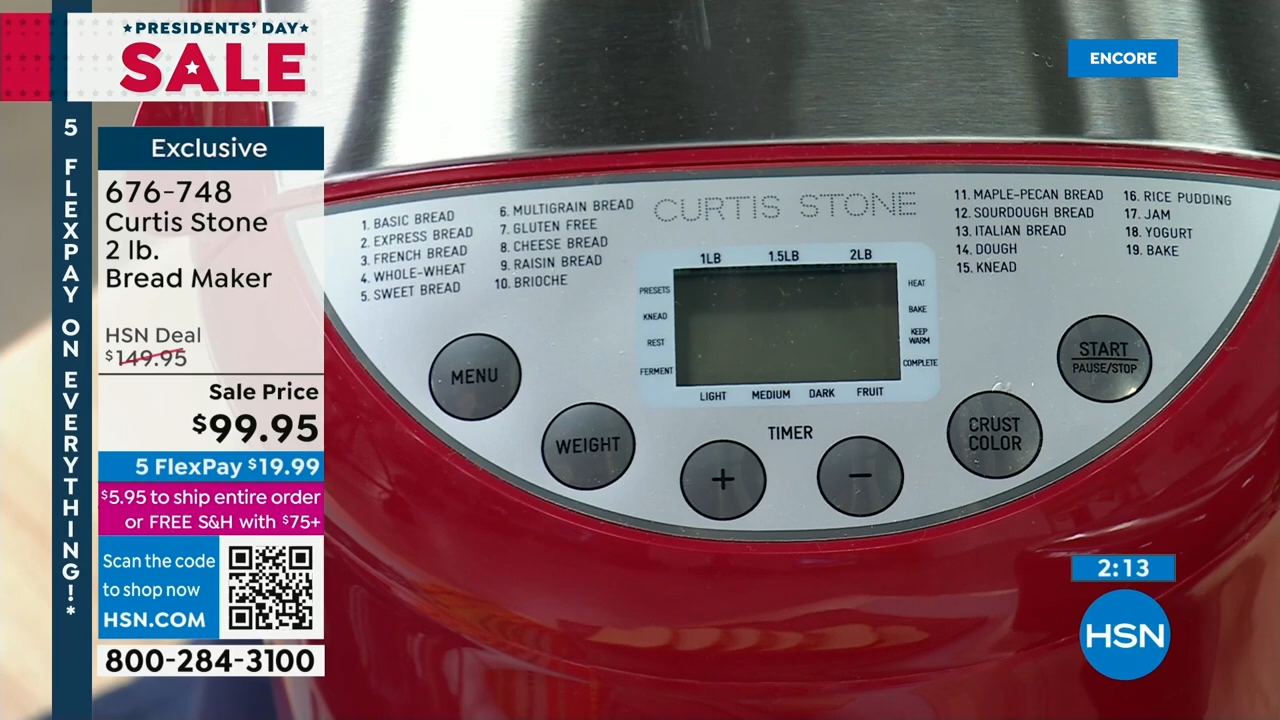 ★PRESIDENTS' DAY★
SALE
5 FLEXPAY ON EVERYTHING!*
Exclusive
676-748
Curtis Stone
2 lb.
Bread Maker
HSN Deal
$149.95
Sale Price
$99.95
5 FlexPay $19.99
$5.95 to ship entire order
or FREE S&H with $75+
Scan the code
to shop now
HSN.COM
800-284-3100
ENCORE
1. BASIC BREAD
2. EXPRESS BREAD
3. FRENCH BREAD
4. WHOLE-WHEAT
5. SWEET BREAD
6. MULTIGRAIN BREAD
7. GLUTEN FREE
8. CHEESE BREAD
9. RAISIN BREAD
10. BRIOCHE
CURTIS STONE
11. MAPLE-PECAN BREAD
12. SOURDOUGH BREAD
13. ITALIAN BREAD
14. DOUGH
15. KNEAD
16. RICE PUDDING
17. JAM
18. YOGURT
19. BAKE
1LB 1.5LB 2LB
PRESETS
KNEAD
REST
FERMENT
HEAT
BAKE
KEEP
WARM
COMPLETE
LIGHT MEDIUM DARK FRUIT
MENU
WEIGHT
TIMER
+
−
CRUST
COLOR
START
PAUSE/STOP
2:13
HSN